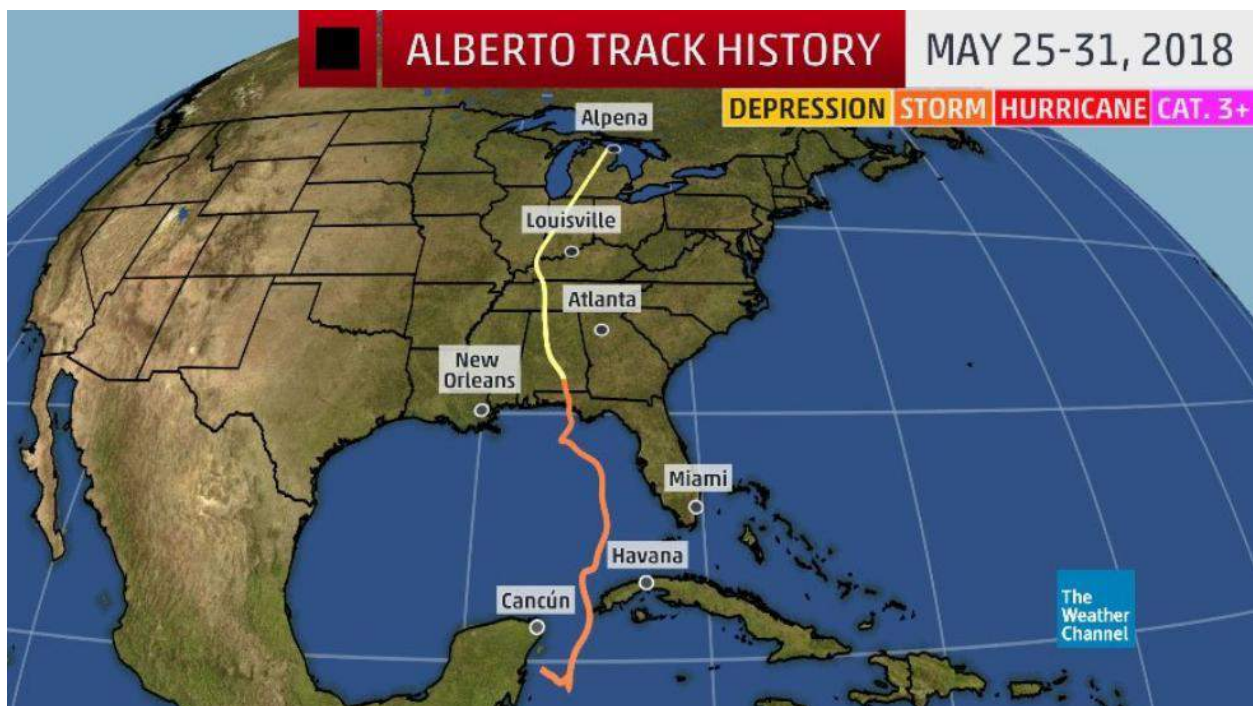 ALBERTO TRACK HISTORY
MAY 25-31, 2018
DEPRESSION
STORM
HURRICANE
CAT. 3+
Alpena
Louisville
Atlanta
New
Orleans
Miami
Havana
Cancún
The
Weather
Channel